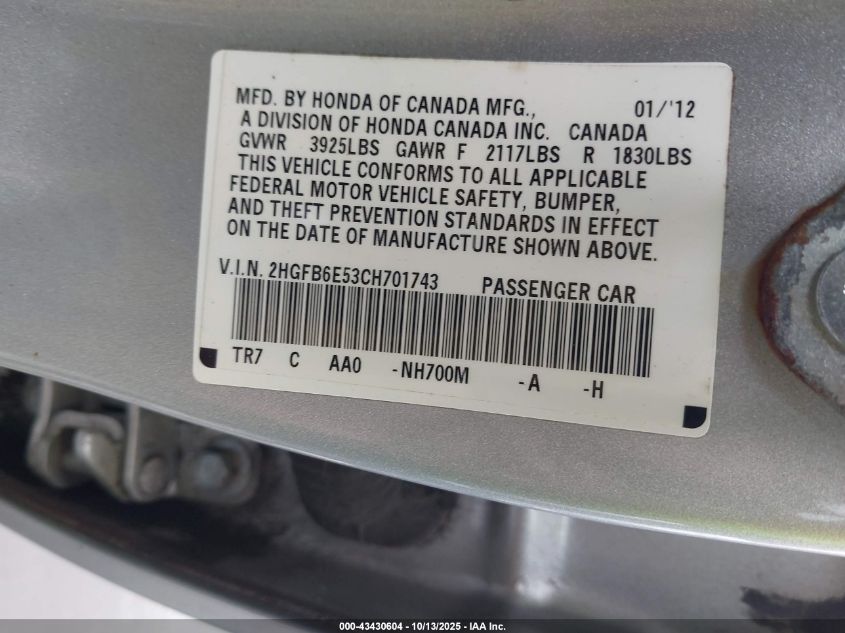 MFD. BY HONDA OF CANADA MFG., 01/'12
A DIVISION OF HONDA CANADA INC. CANADA
GVWR 3925LBS GAWR F 2117LBS R 1830LBS
THIS VEHICLE CONFORMS TO ALL APPLICABLE
FEDERAL MOTOR VEHICLE SAFETY, BUMPER,
AND THEFT PREVENTION STANDARDS IN EFFECT
ON THE DATE OF MANUFACTURE SHOWN ABOVE.
V.I.N. 2HGFB6E53CH701743 PASSENGER CAR
TR7 C AA0 -NH700M -A -H
000-43430604 - 10/13/2025 - IAA Inc.